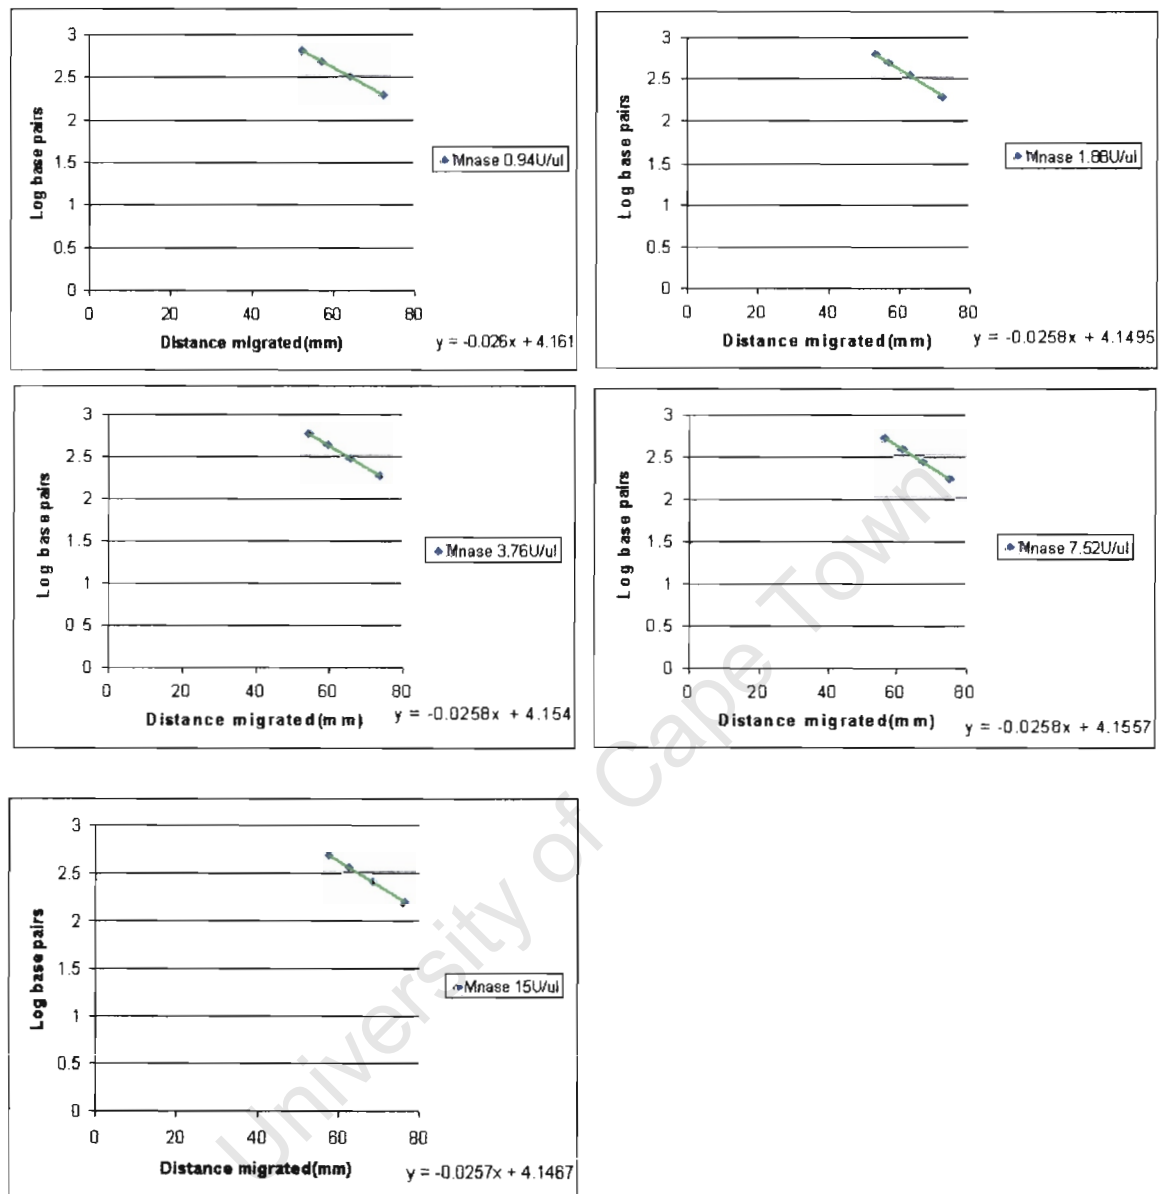 3
2.5
2
1.5
1
0.5
0
Log base pairs
0 20 40 60 80
Distance migrated(mm)
y = -0.026x + 4.161
Mnase 0.94U/ul
3
2.5
2
1.5
1
0.5
0
Log base pairs
0 20 40 60 80
Distance migrated(mm)
y = -0.0258x + 4.1495
Mnase 1.88U/ul
3
2.5
2
1.5
1
0 5
0
Log base pairs
0 20 40 60 80
Distance migrated(mm)
y = -0.0258x + 4.154
Mnase 3.76U/ul
3
2.5
2
1.5
1
0.5
0
Log base pairs
0 20 40 60 80
Distance migrated(mm)
y = -0.0258x + 4.1557
Mnase 7.52U/ul
3
2.5
2
1.5
1
0.5
0
Log base pairs
0 20 40 60 80
Distance migrated(mm)
y = -0.0257x + 4.1467
Mnase 15U/ul
University of Cape Town